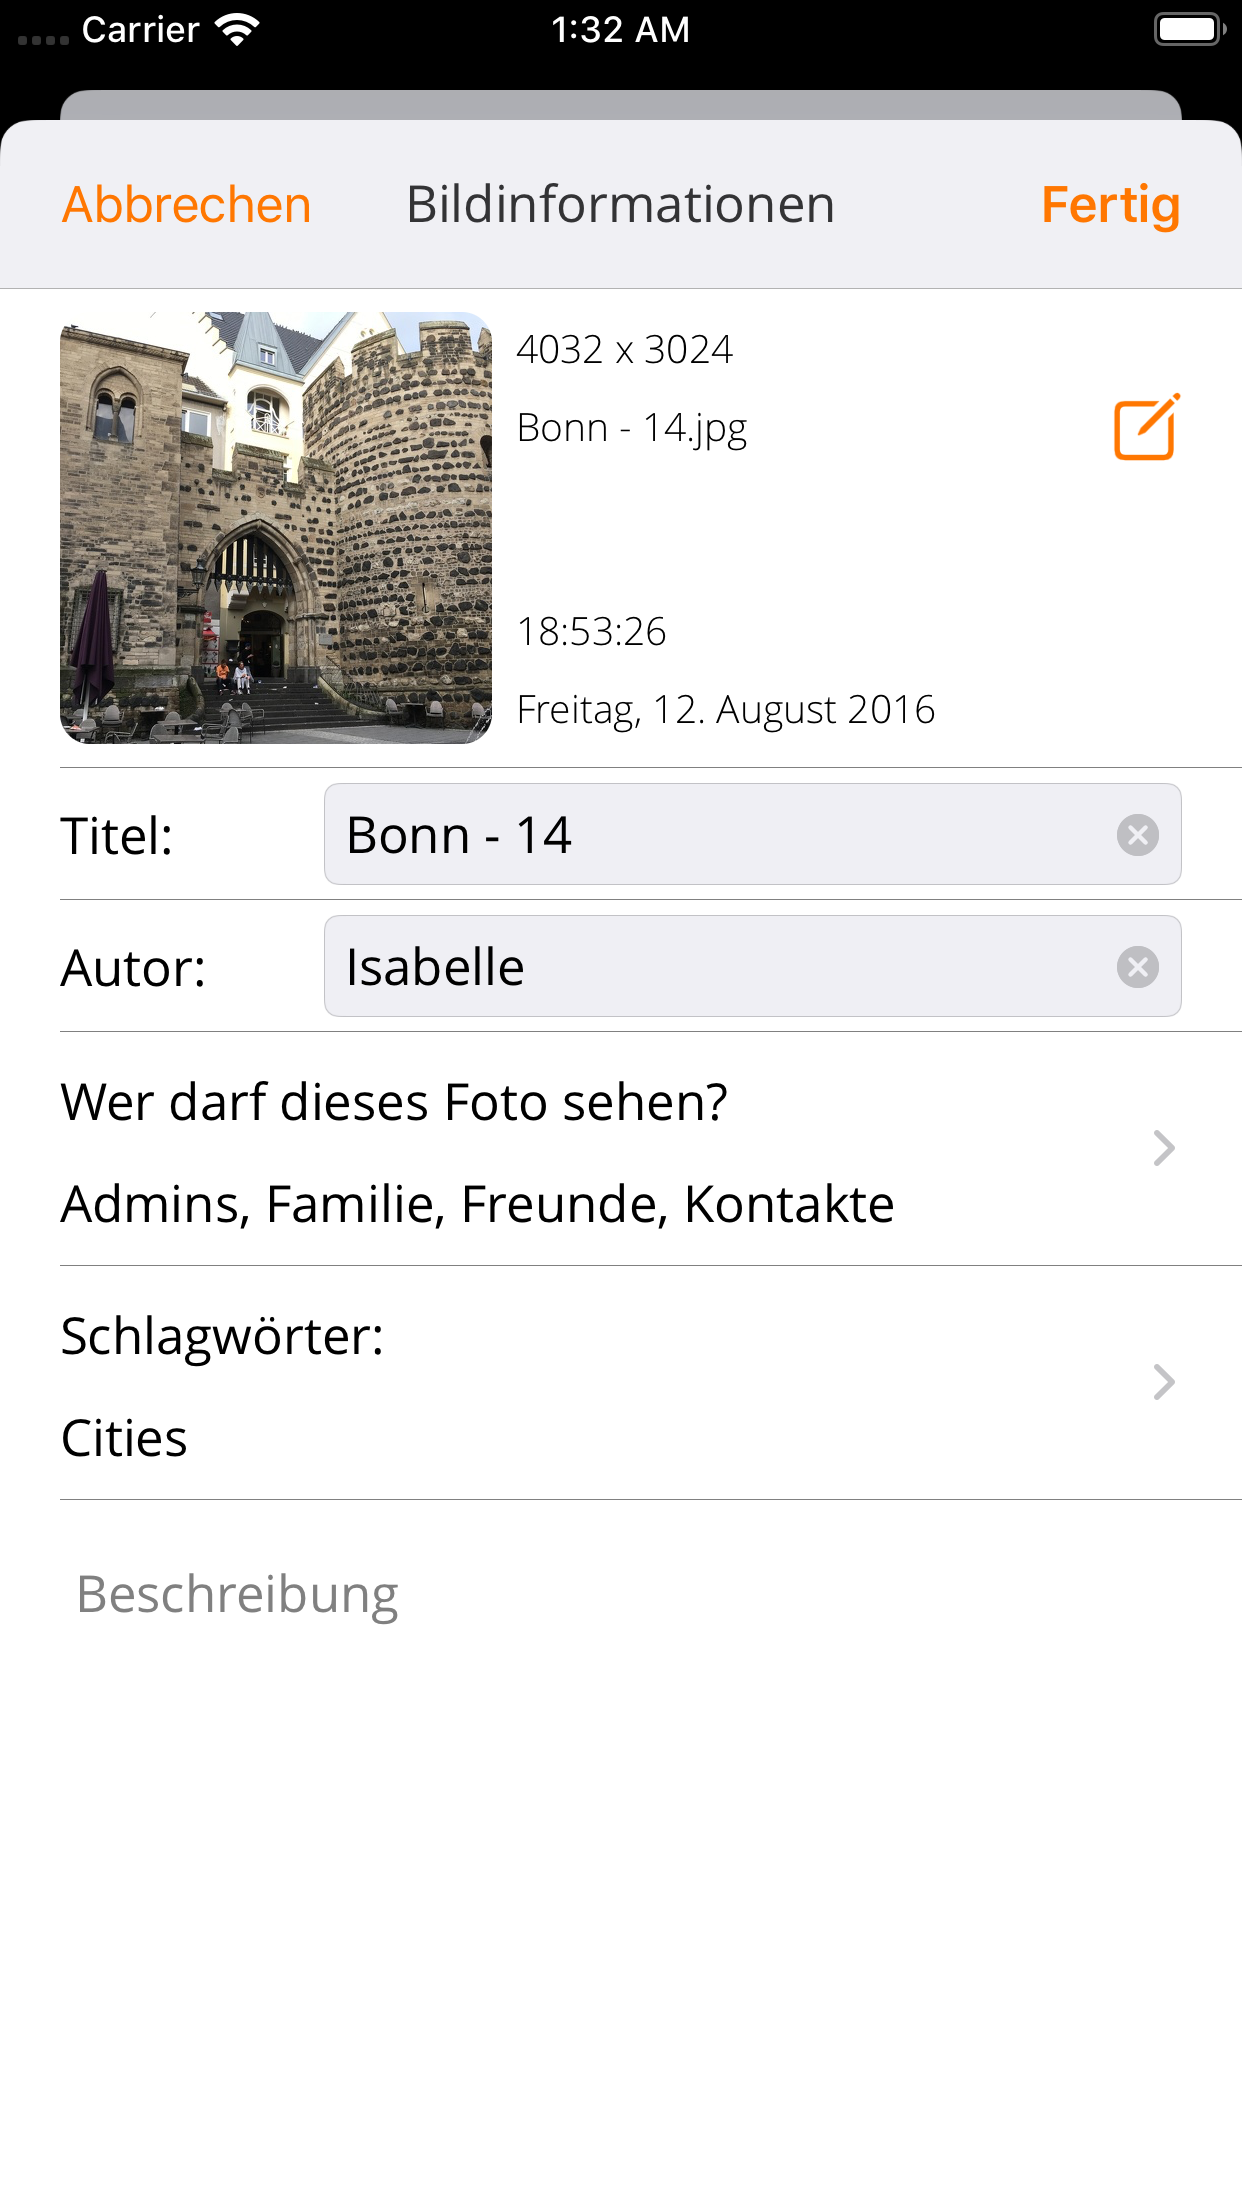 Carrier
1:32 AM
Abbrechen
Bildinformationen
Fertig
4032 x 3024
Bonn - 14.jpg
18:53:26
Freitag, 12. August 2016
Titel:
Bonn - 14
Autor:
Isabelle
Wer darf dieses Foto sehen?
Admins, Familie, Freunde, Kontakte
Schlagwörter:
Cities
Beschreibung